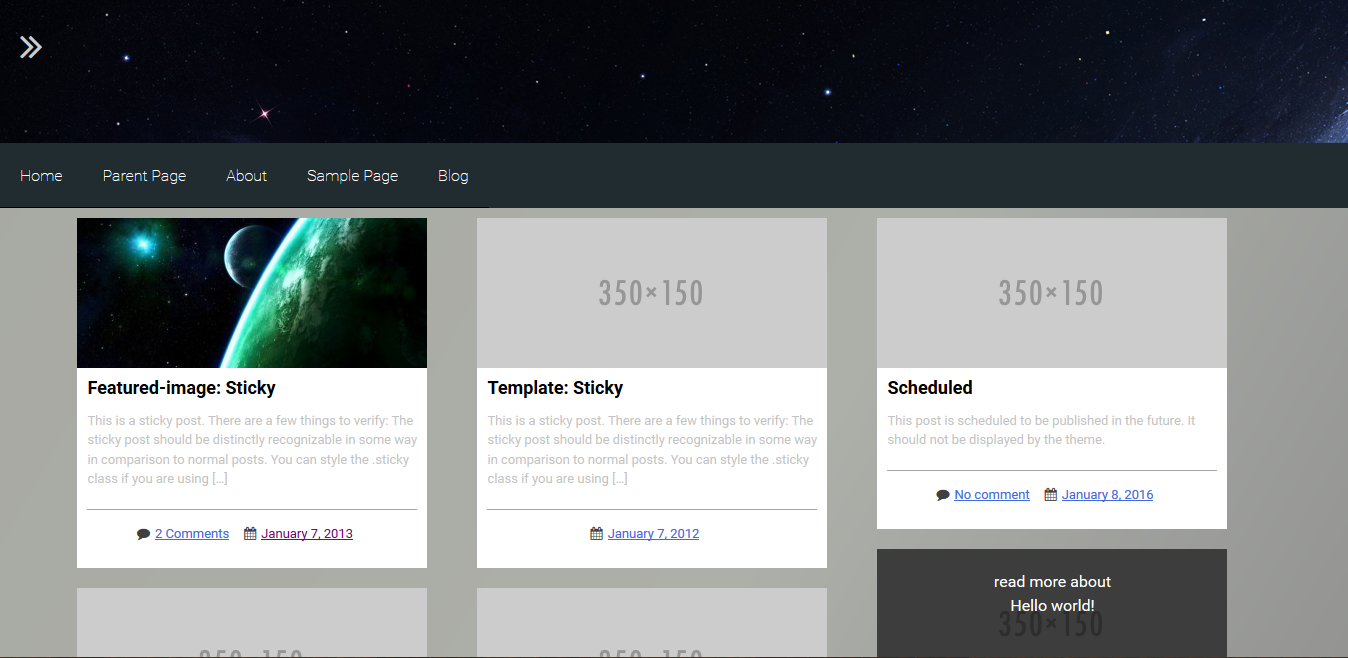 Home Parent Page About Sample Page Blog
350×150
350×150
Featured-image: Sticky
This is a sticky post. There are a few things to verify: The
sticky post should be distinctly recognizable in some way
in comparison to normal posts. You can style the .sticky
class if you are using [...]
2 Comments January 7, 2013
Template: Sticky
This is a sticky post. There are a few things to verify: The
sticky post should be distinctly recognizable in some way
in comparison to normal posts. You can style the .sticky
class if you are using [...]
January 7, 2012
Scheduled
This post is scheduled to be published in the future. It
should not be displayed by the theme.
No comment January 8, 2016
read more about
Hello world!
350×150
350×150
350×150